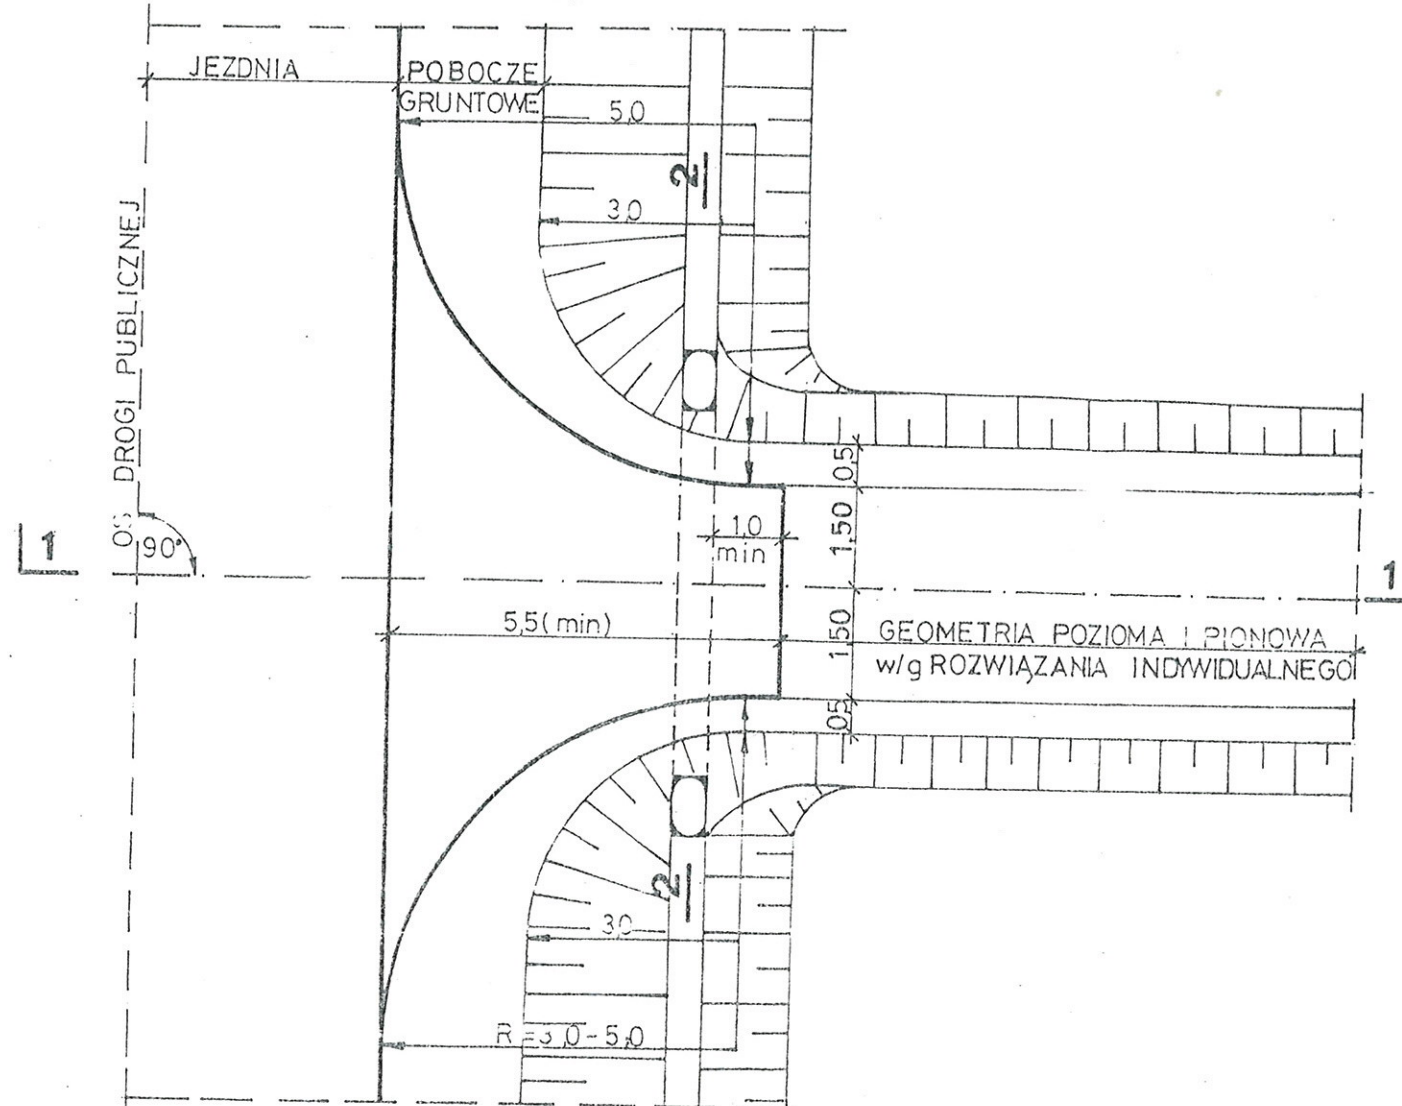 JEZDNIA
POBOCZE
GRUNTOWE
5,0
2
3,0
OŚ DROGI PUBLICZNEJ
1
90°
0,5
1,50
1,0
min
1
5,5(min)
1,50
GEOMETRIA POZIOMA I PIONOWA
w/g ROZWIĄZANIA INDYWIDUALNEGO
0,5
2
3,0
R=3,0-5,0